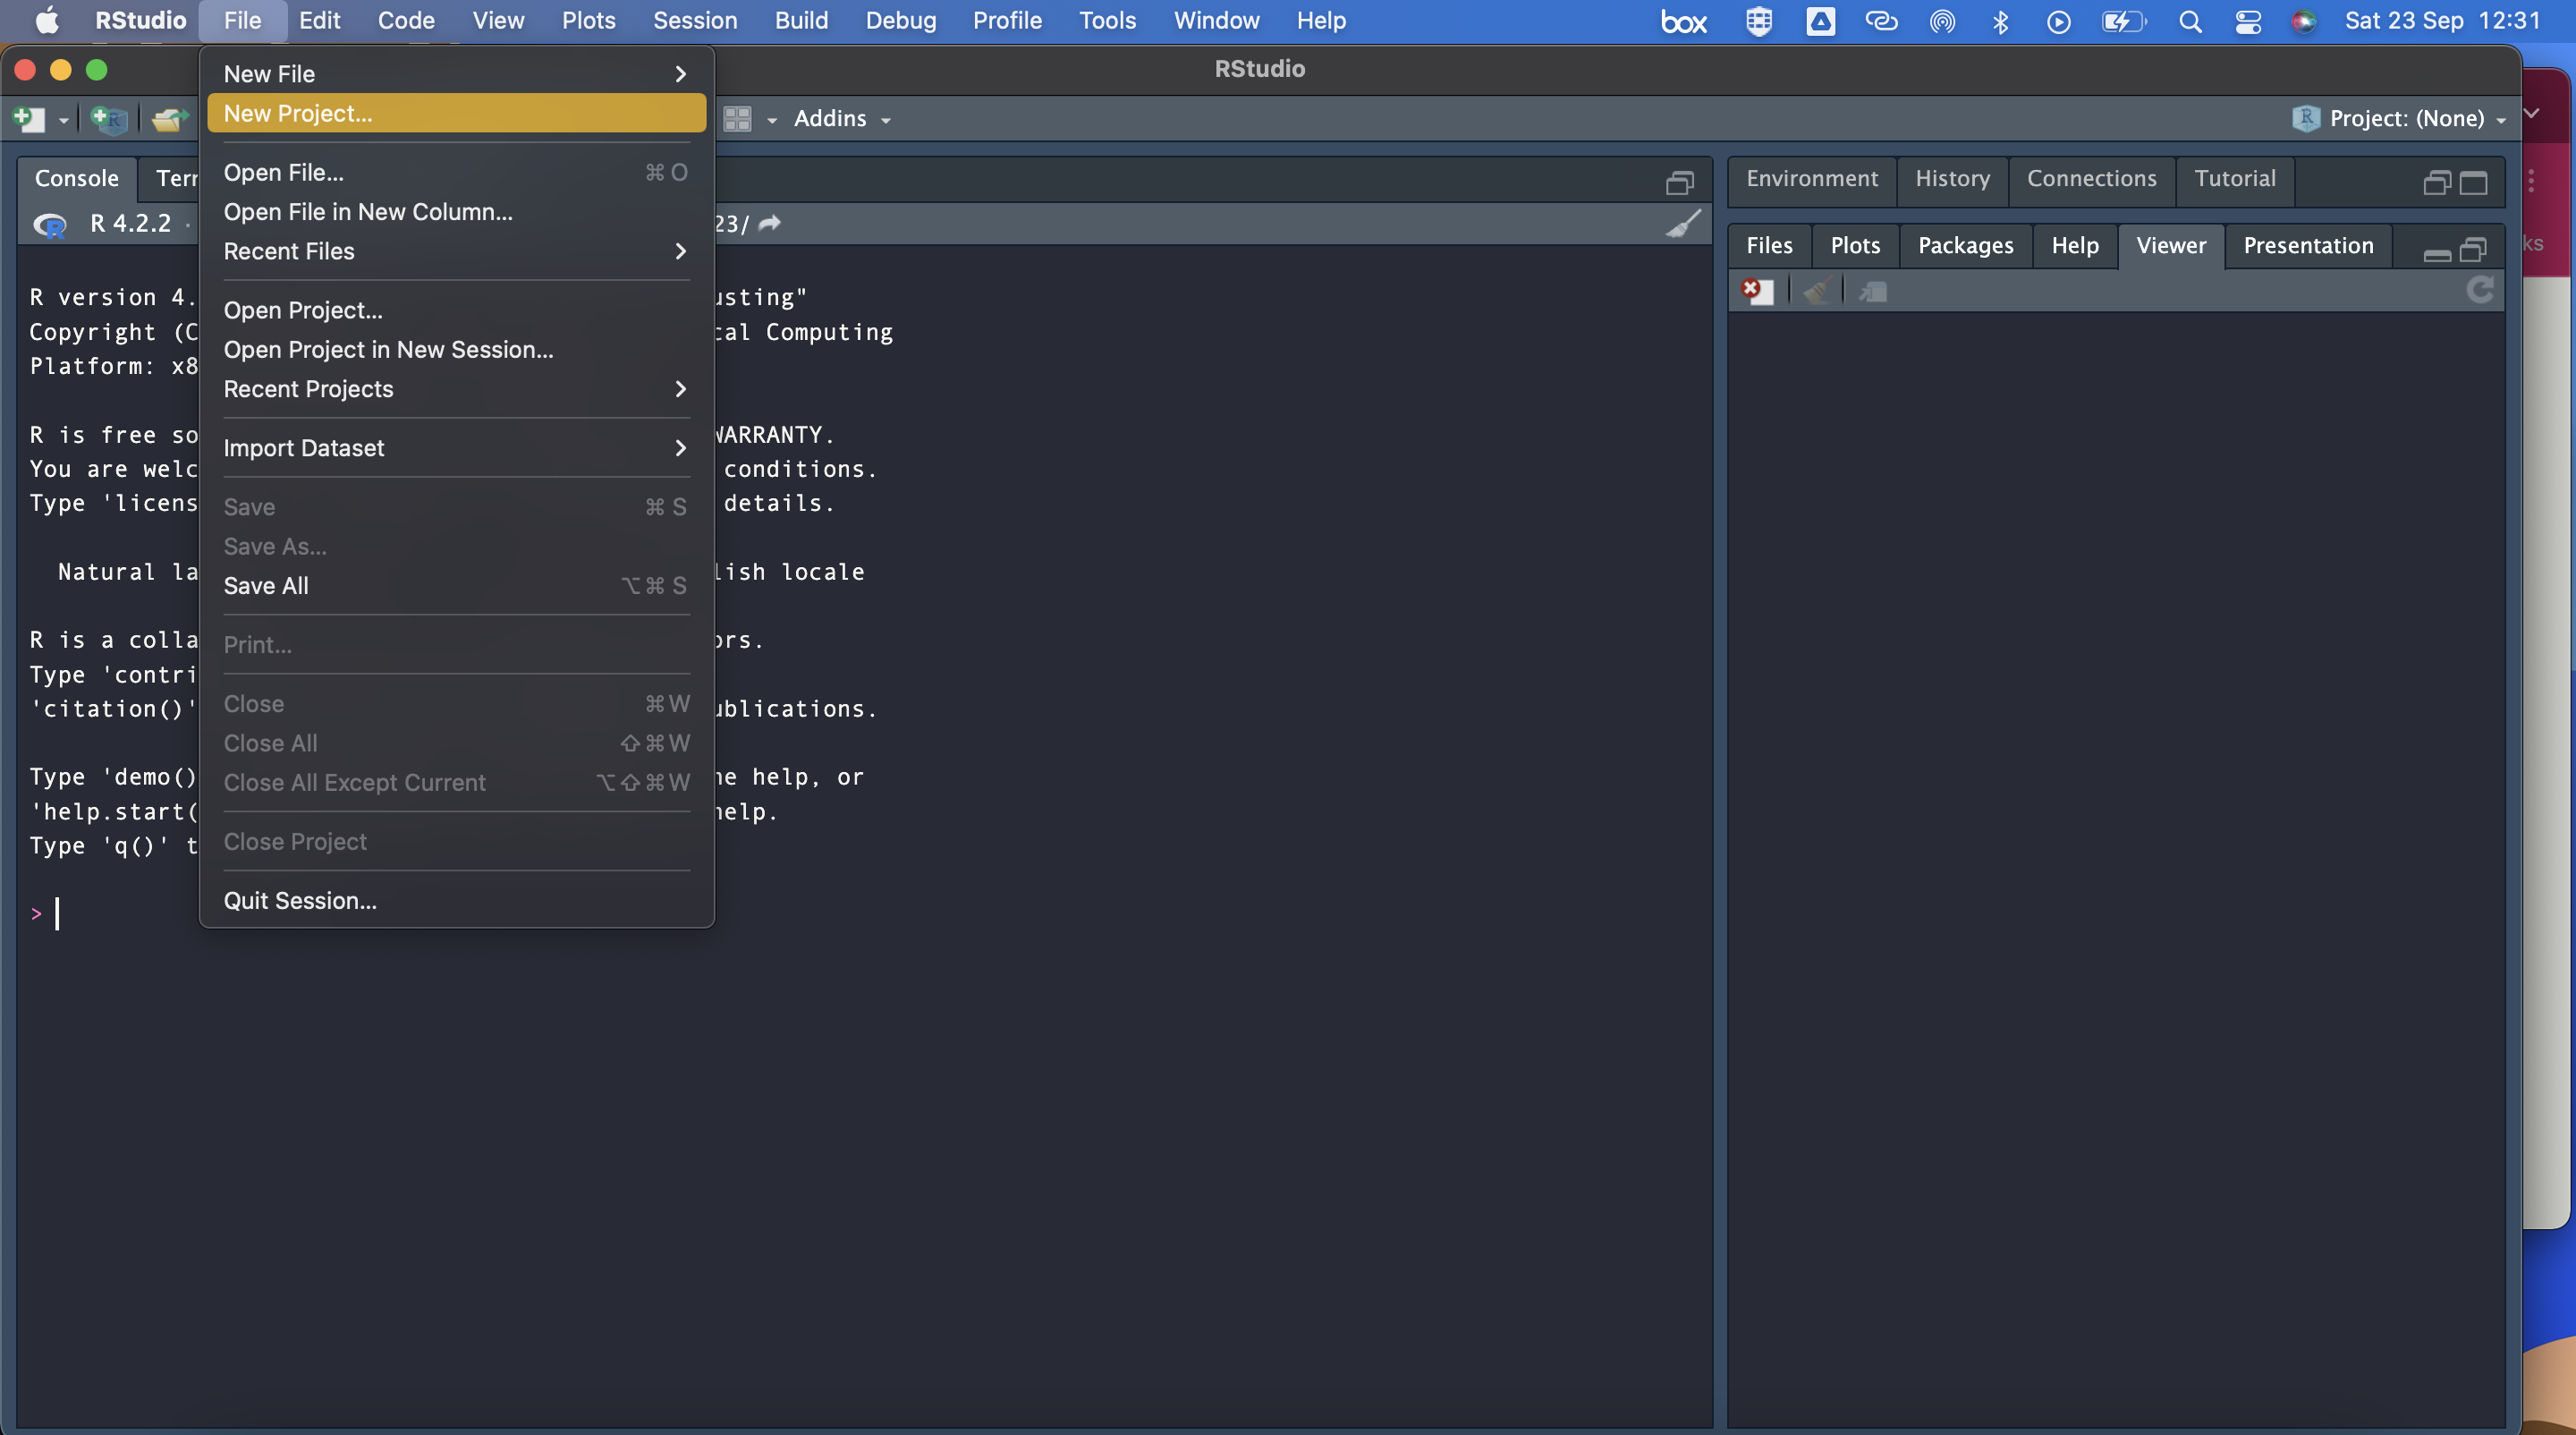 RStudio File Edit Code View Plots Session Build Debug Profile Tools Window Help box Sat 23 Sep 12:31
RStudio
New File
New Project...
Addins
Project: (None)
Open File... ⌘ O
Open File in New Column...
Recent Files
Open Project...
Open Project in New Session...
Recent Projects
Import Dataset
Save ⌘ S
Save As...
Save All ⌥⌘ S
Print...
Close ⌘W
Close All ⇧⌘W
Close All Except Current ⌥⇧⌘W
Close Project
Quit Session...
Console
R 4.2.2 · 23/
R version 4.
Copyright (C cal Computing
Platform: x8
R is free so WARRANTY.
You are welc conditions.
Type 'licens details.
Natural la lish locale
R is a colla ors.
Type 'contri
'citation()' ublications.
Type 'demo() help, or
'help.start( help.
Type 'q()' t
>
Environment History Connections Tutorial
Files Plots Packages Help Viewer Presentation